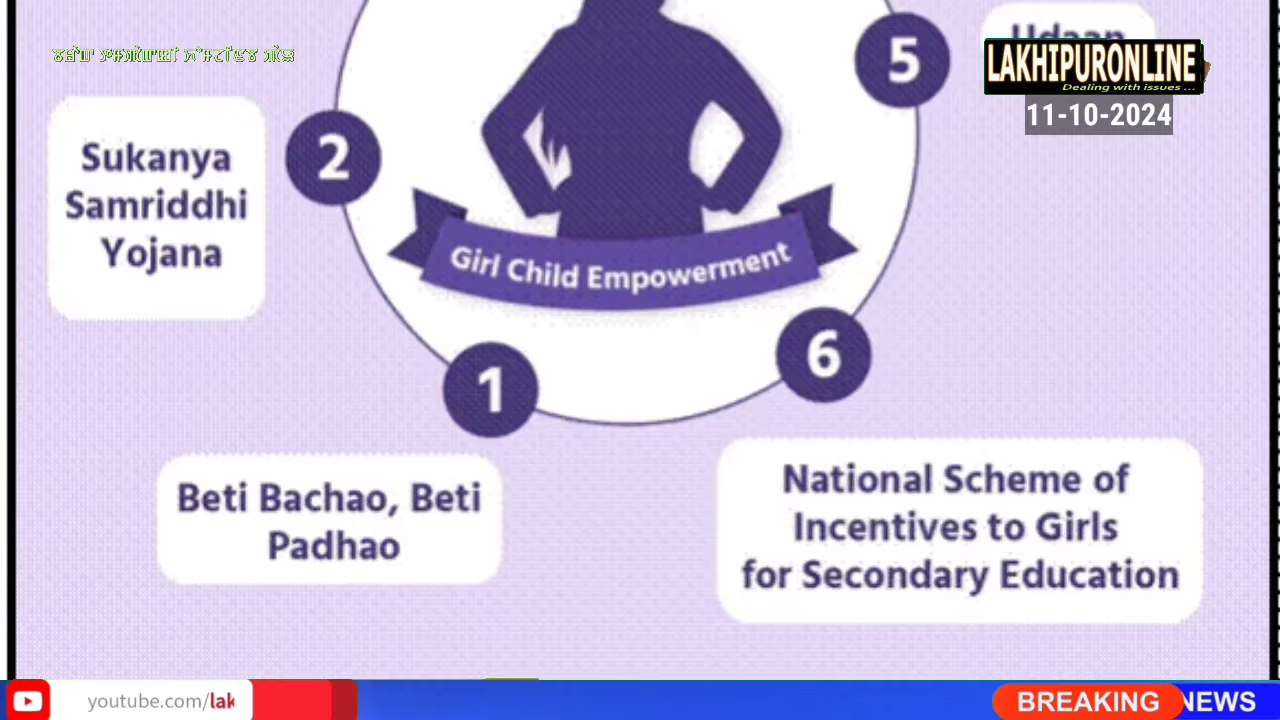 Udaan
LAKHIPURONLINE
Dealing with issues ...
11-10-2024
5
2
Sukanya
Samriddhi
Yojana
Girl Child Empowerment
1
6
Beti Bachao, Beti
Padhao
National Scheme of
Incentives to Girls
for Secondary Education
youtube.com/lak
BREAKING NEWS